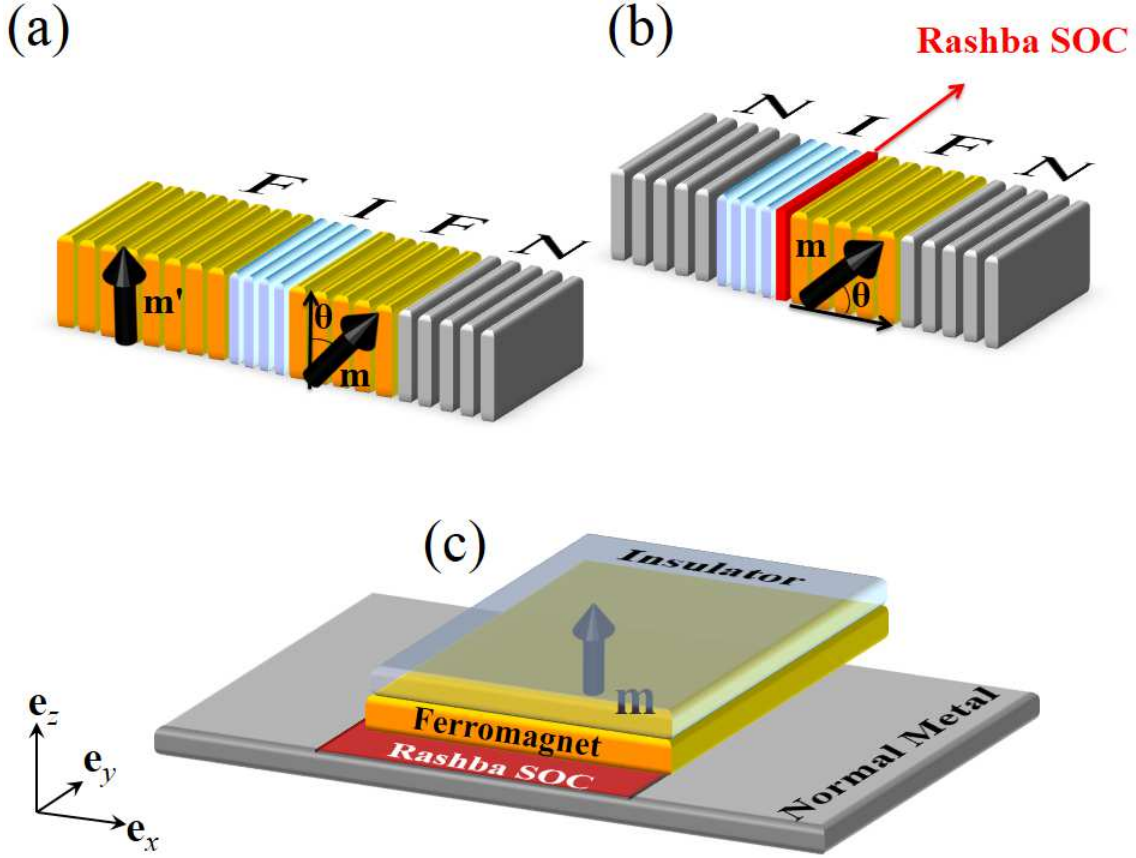 (a)
F I F N
m'
θ
m
(b)
Rashba SOC
N I F N
m
θ
(c)
Insulator
m
Ferromagnet
Rashba SOC
Normal Metal
e_z
e_y
e_x